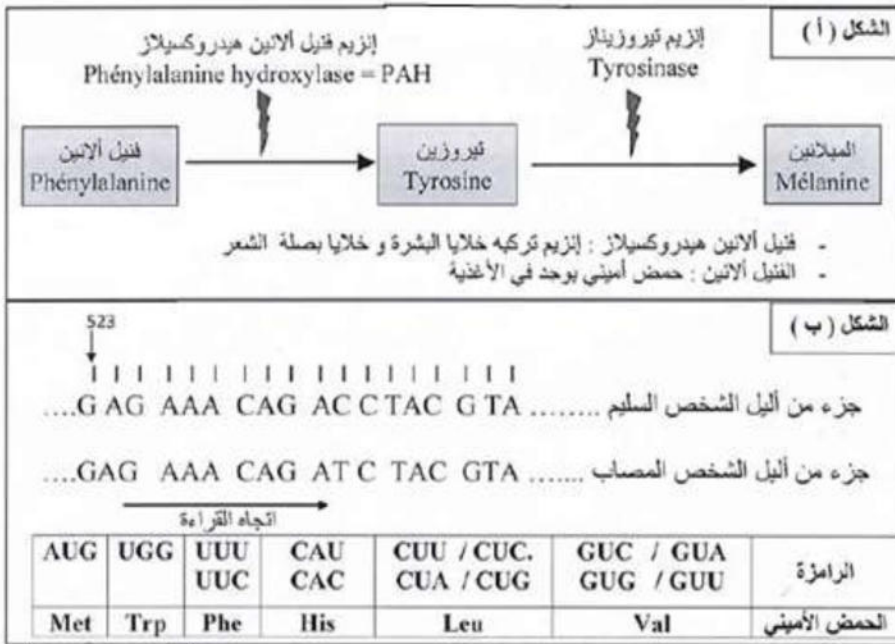 الشكل ( أ )
إنزيم فنيل ألانين هيدروكسيلاز
Phénylalanine hydroxylase = PAH
إنزيم تيروزيناز
Tyrosinase
فنيل ألانين
Phénylalanine
تيروزين
Tyrosine
الميلانين
Mélanine
- فنيل ألانين هيدروكسيلاز : إنزيم تركبه خلايا البشرة و خلايا بصلة الشعر
- الفنيل ألانين : حمض أميني يوجد في الأغذية
الشكل ( ب )
523
جزء من أليل الشخص السليم ........ ....G AG AAA CAG AC C TAC G TA
جزء من أليل الشخص المصاب ....... ....GAG AAA CAG AT C TAC GTA
اتجاه القراءة
AUG UGG UUU CAU CUU / CUC. GUC / GUA الرامزة
UUC CAC CUA / CUG GUG / GUU
Met Trp Phe His Leu Val الحمض الأميني